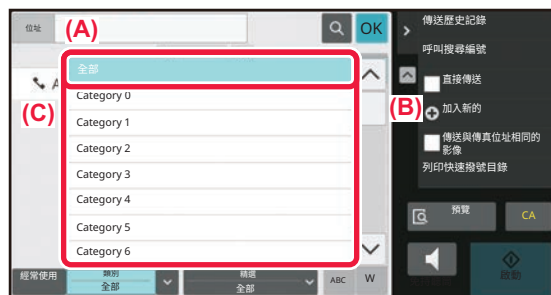 位址
(A)
OK
傳送歷史記錄
呼叫搜尋編號
全部
直接傳送
A
Category 0
(C)
(B)
加入新的
Category 1
Category 2
傳送與傳真位址相同的
影像
Category 3
列印快速撥號目錄
Category 4
Category 5
預覽
CA
Category 6
經常使用
類別
全部
精選
全部
ABC
W
啟動